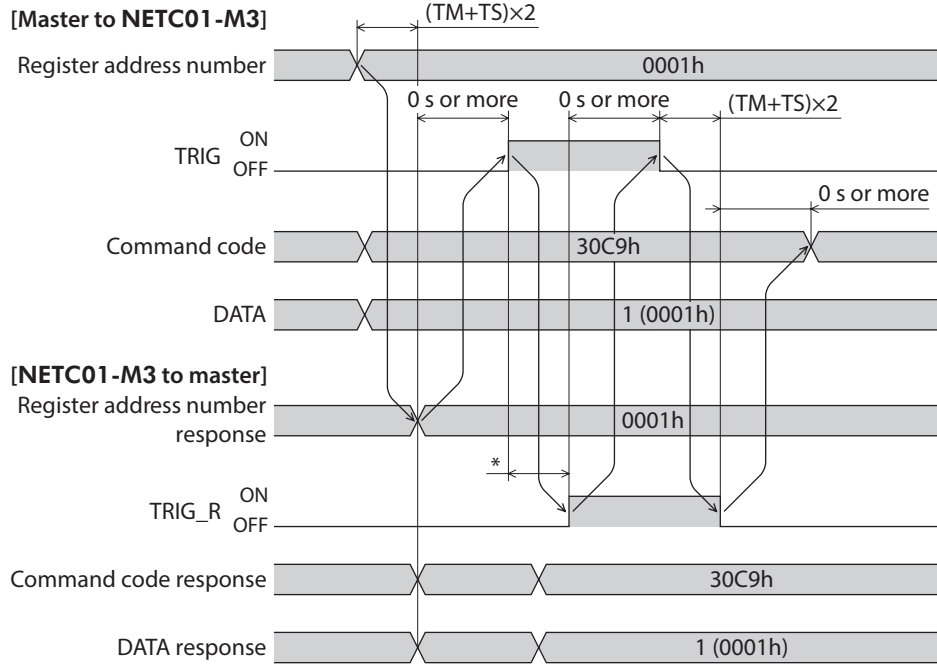 [Master to NETC01-M3]
(TM+TS)×2
Register address number
0001h
0 s or more
0 s or more
(TM+TS)×2
TRIG
ON
OFF
0 s or more
Command code
30C9h
DATA
1 (0001h)
[NETC01-M3 to master]
Register address number
response
0001h
*
TRIG_R
ON
OFF
Command code response
30C9h
DATA response
1 (0001h)